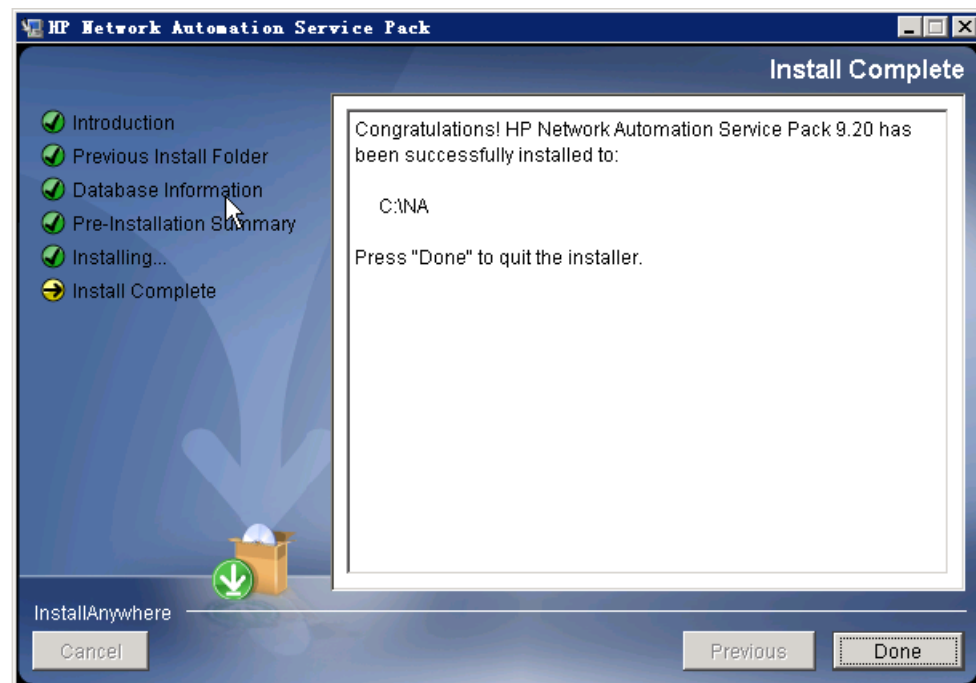 HP Network Automation Service Pack
Install Complete
Introduction
Previous Install Folder
Database Information
Pre-Installation Summary
Installing...
Install Complete
Congratulations! HP Network Automation Service Pack 9.20 has
been successfully installed to:
C:\NA
Press "Done" to quit the installer.
InstallAnywhere
Cancel
Previous
Done